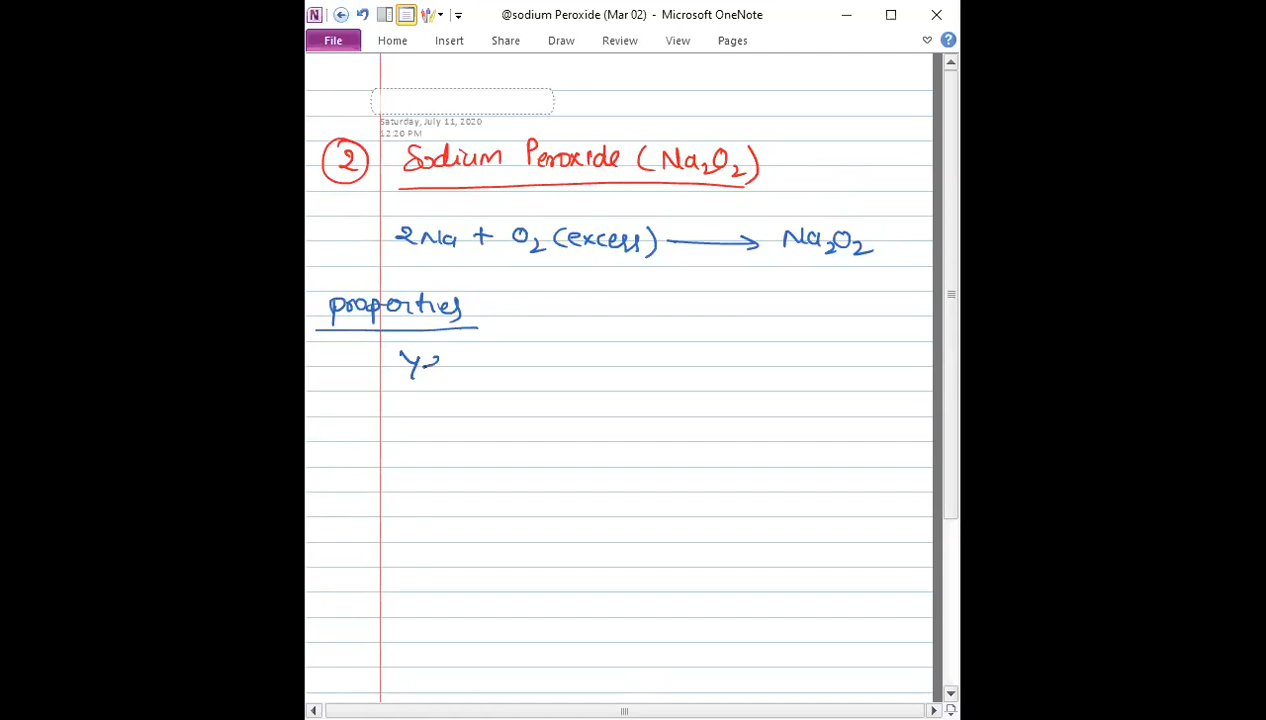 @sodium Peroxide (Mar 02) - Microsoft OneNote
File Home Insert Share Draw Review View Pages
Saturday, July 11, 2020
12:20 PM
② Sodium Peroxide (Na₂O₂)
2Na + O₂ (excess) ⟶ Na₂O₂
properties